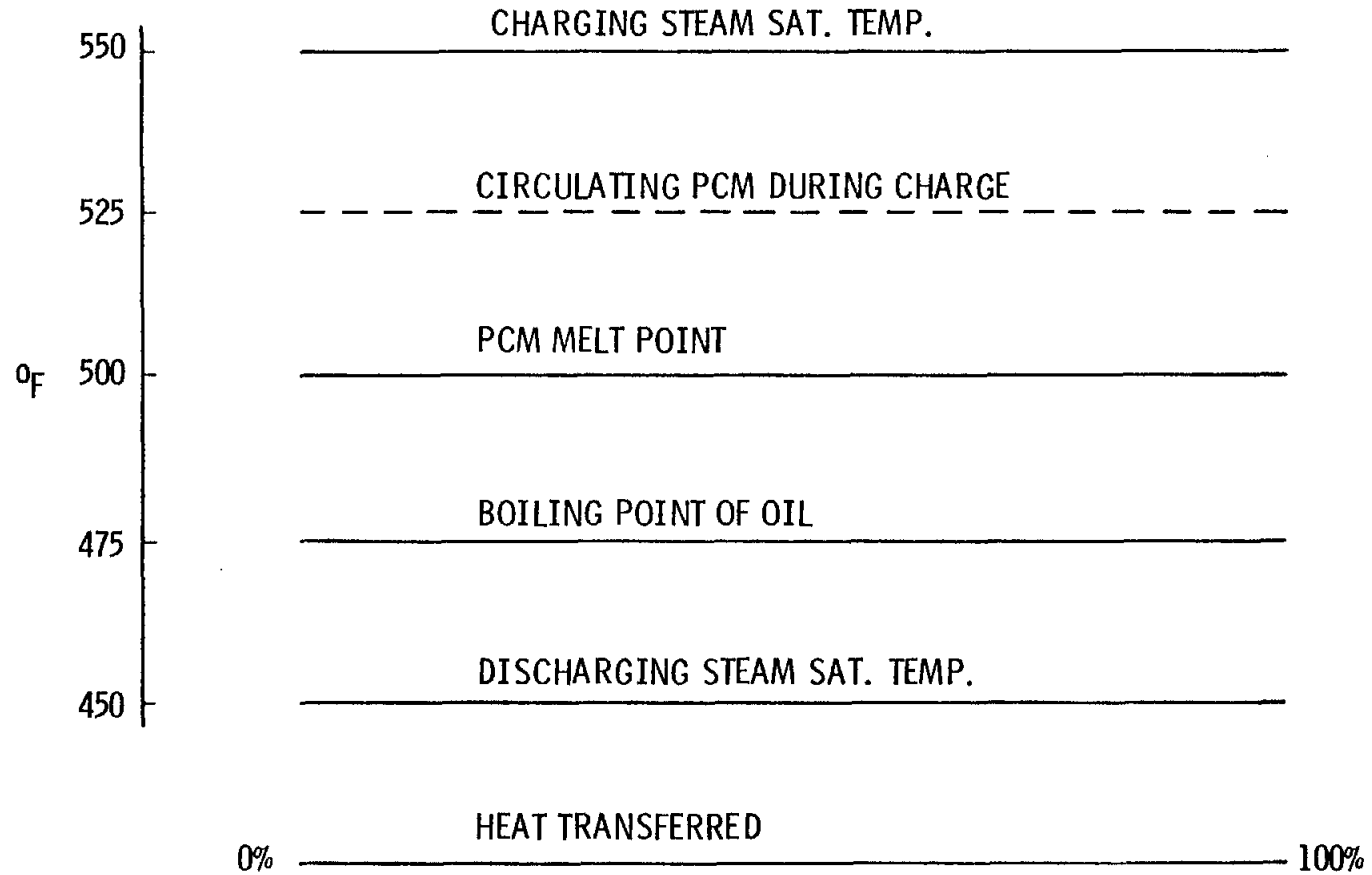 CHARGING STEAM SAT. TEMP.
550
CIRCULATING PCM DURING CHARGE
525
PCM MELT POINT
°F 500
BOILING POINT OF OIL
475
DISCHARGING STEAM SAT. TEMP.
450
HEAT TRANSFERRED
0% 100%